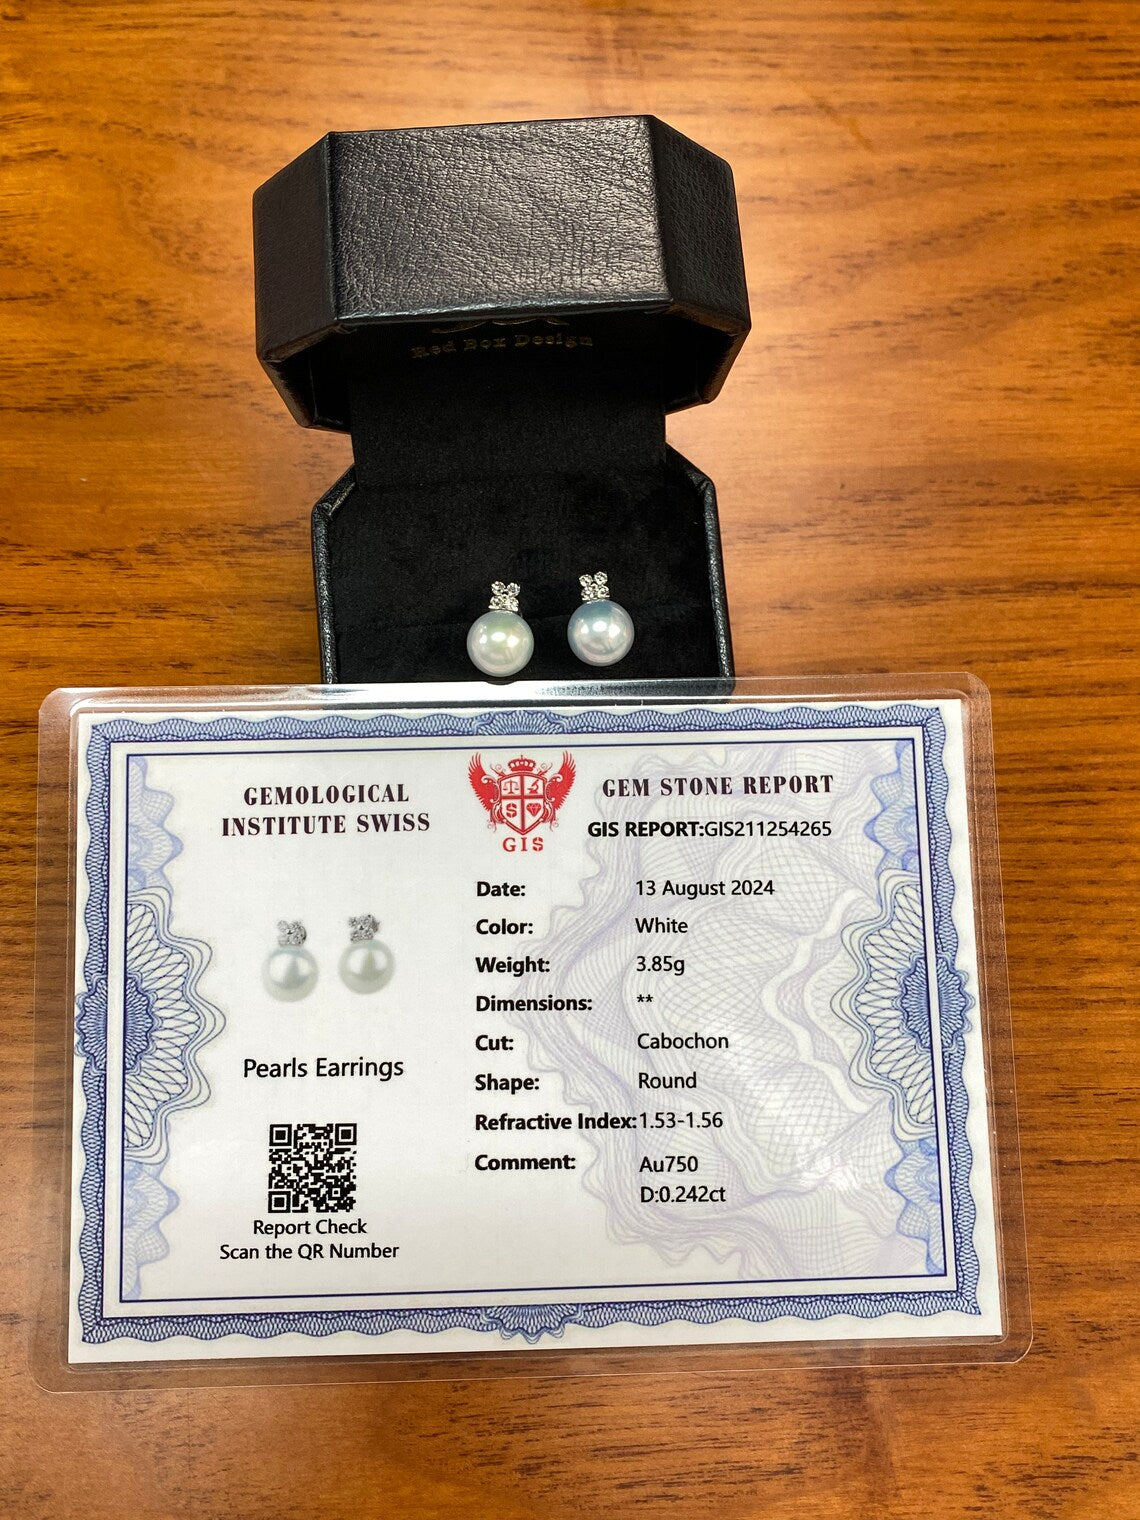 Red Box Design
GEMOLOGICAL
INSTITUTE SWISS
S
GIS
GEM STONE REPORT
GIS REPORT:GIS211254265
Date: 13 August 2024
Color: White
Weight: 3.85g
Dimensions: **
Cut: Cabochon
Shape: Round
Refractive Index:1.53-1.56
Comment: Au750
D:0.242ct
Pearls Earrings
Report Check
Scan the QR Number